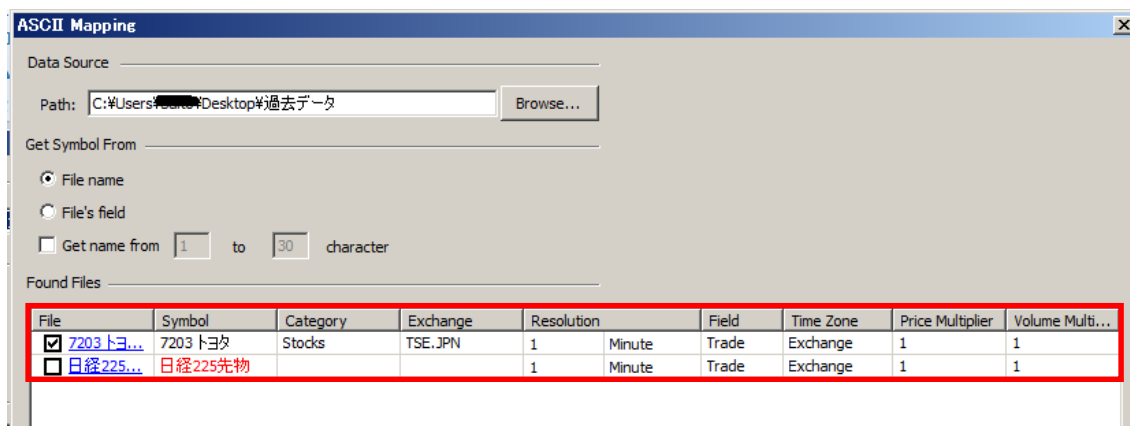 ASCII Mapping
Data Source
Path: C:¥Users¥ ¥Desktop¥過去データ Browse...
Get Symbol From
File name
File's field
Get name from 1 to 30 character
Found Files
File Symbol Category Exchange Resolution Field Time Zone Price Multiplier Volume Multi...
7203 トヨ... 7203 トヨタ Stocks TSE.JPN 1 Minute Trade Exchange 1 1
日経225... 日経225先物 1 Minute Trade Exchange 1 1